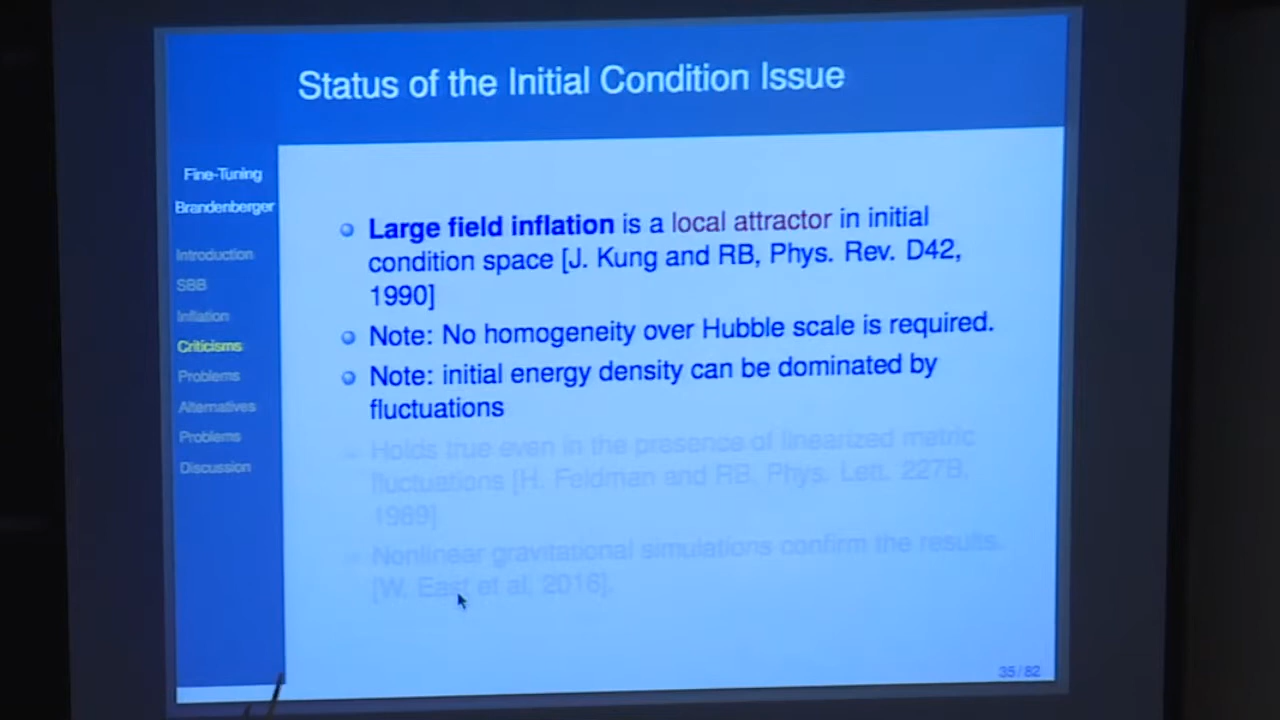 Status of the Initial Condition Issue
Fine-Tuning
Brandenberger
Introduction
SBB
Inflation
Criticisms
Problems
Alternatives
Problems
Discussion
Large field inflation is a local attractor in initial
condition space [J. Kung and RB, Phys. Rev. D42,
1990]
Note: No homogeneity over Hubble scale is required.
Note: initial energy density can be dominated by
fluctuations
Holds true even in the presence of linearized metric
fluctuations [H. Feldman and RB, Phys. Lett. 227B,
1989]
Nonlinear gravitational simulations confirm the results.
[W. East et al, 2016].
35/82